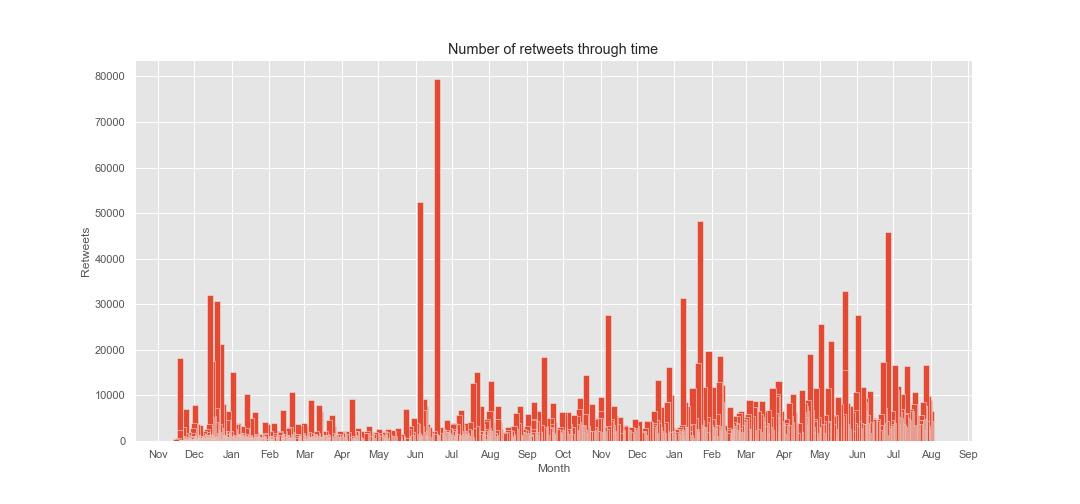 Number of retweets through time
80000
70000
60000
50000
40000
30000
20000
10000
0
Retweets
Nov Dec Jan Feb Mar Apr May Jun Jul Aug Sep Oct Nov Dec Jan Feb Mar Apr May Jun Jul Aug Sep
Month